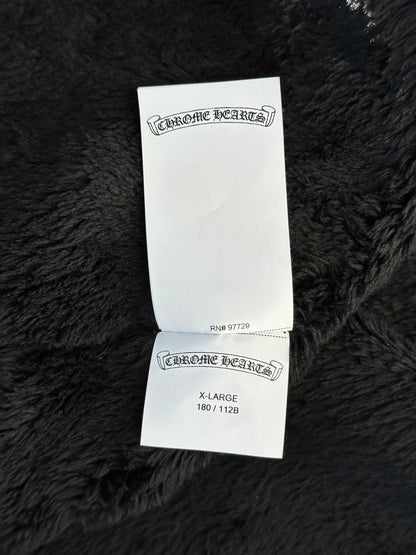 CHROME HEARTS
RN# 97729
CHROME HEARTS
X-LARGE
180 / 112B